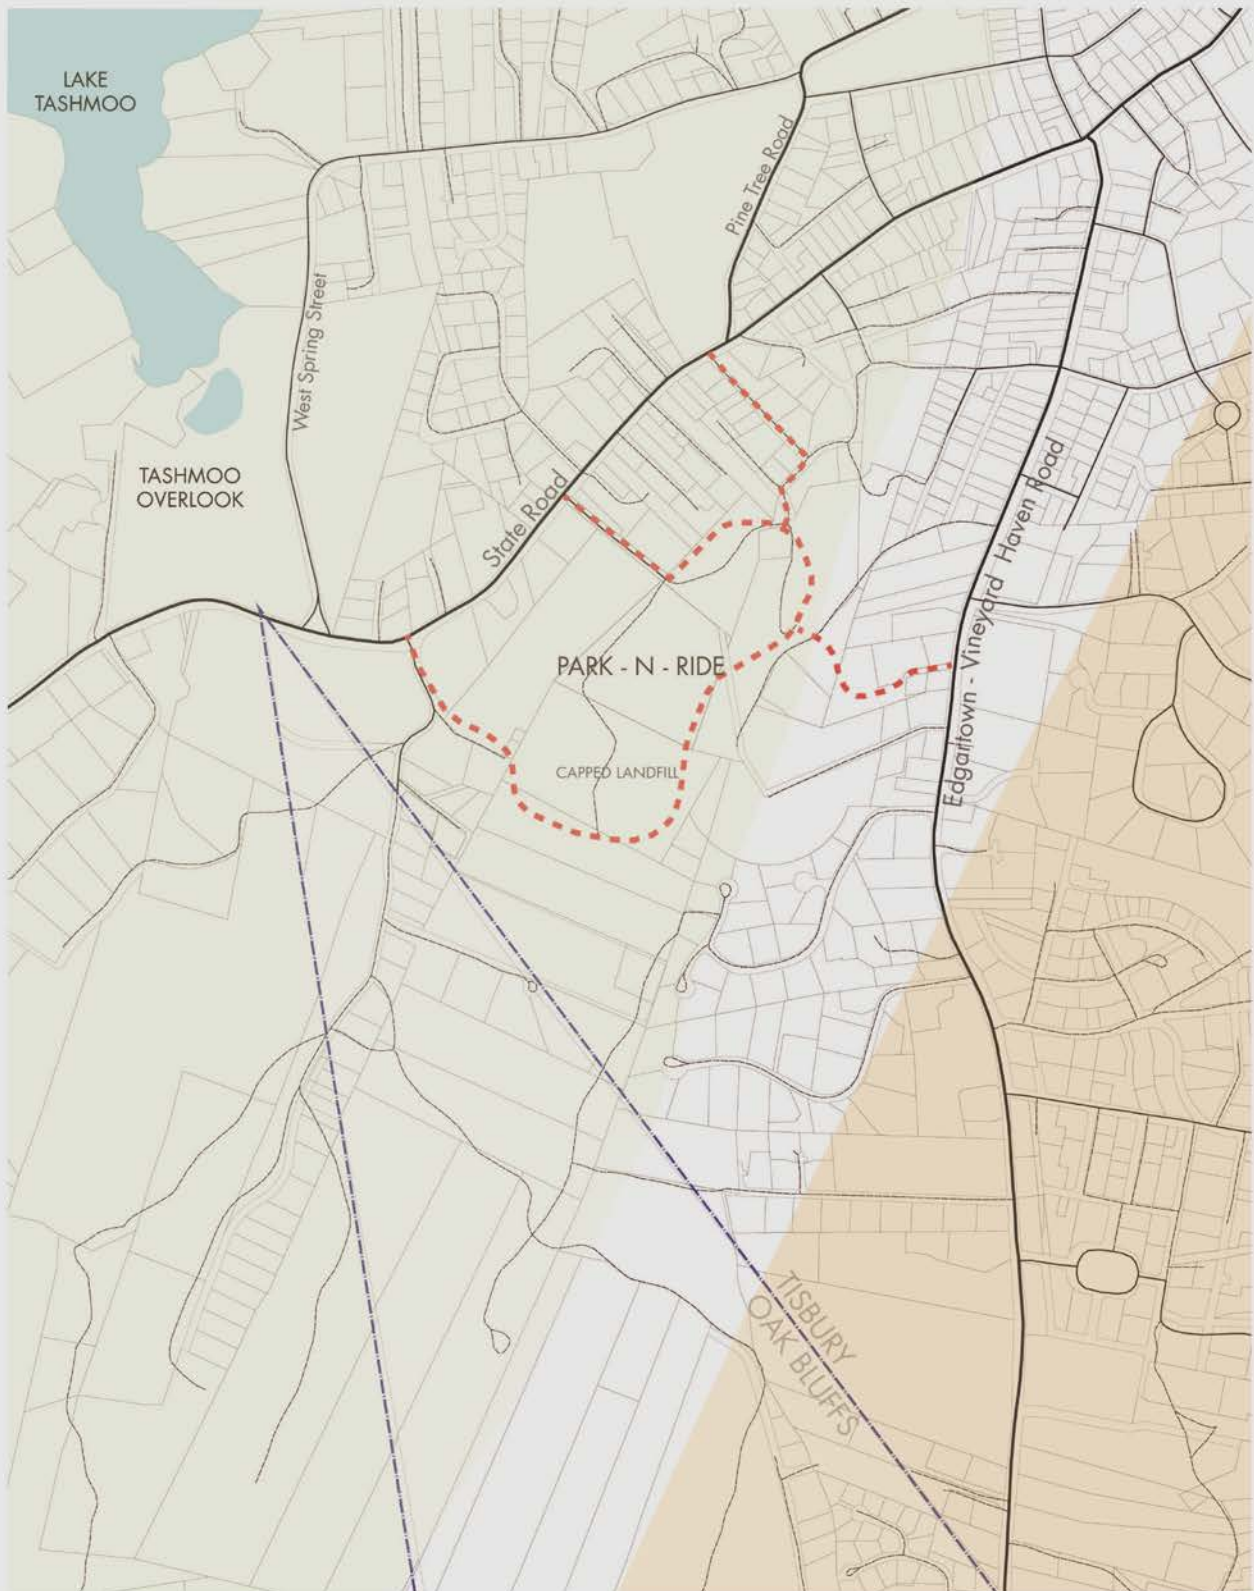 LAKE
TASHMOO
Pine Tree Road
West Spring Street
TASHMOO
OVERLOOK
State Road
Edgartown - Vineyard Haven Road
PARK - N - RIDE
CAPPED LANDFILL
TISBURY
OAK BLUFFS